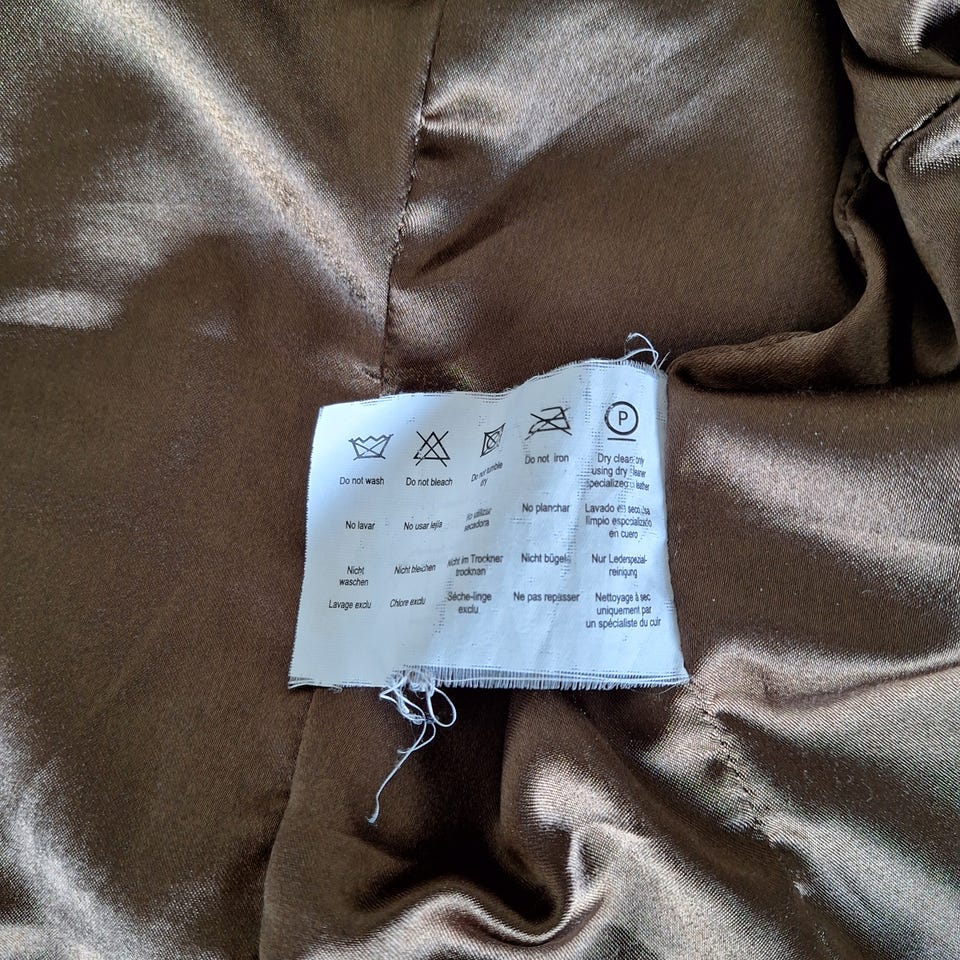 P
Do not wash
Do not bleach
Do not tumble
dry
Do not iron
Dry clean only
using dry cleaner
specialized in leather
No lavar
No usar lejía
No utilizar
secadora
No planchar
Lavado en seco
limpio especializado
en cuero
Nicht
waschen
Nicht bleichen
Nicht im Trockner
trocknan
Nicht bügeln
Nur Lederspezial-
reinigung
Lavage exclu
Chlore exclu
Séche-linge
exclu
Ne pas repasser
Nettoyage à sec
uniquement par
un spécialiste du cuir